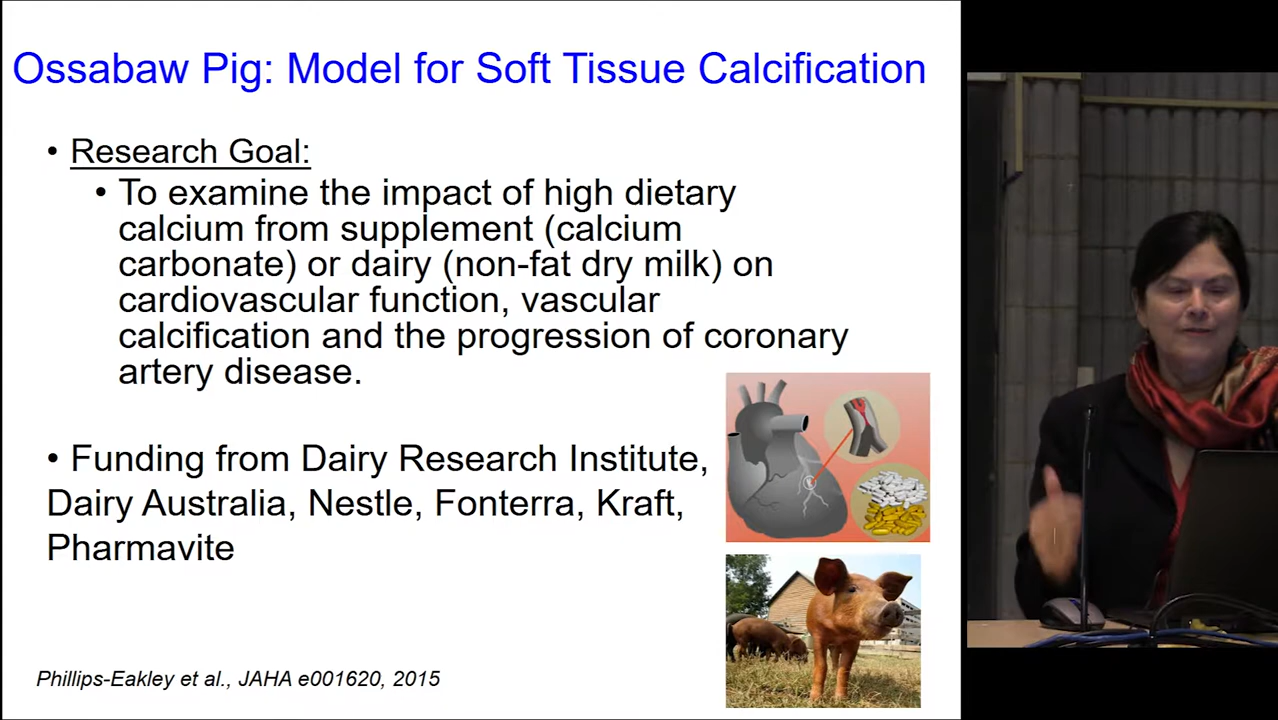 Ossabaw Pig: Model for Soft Tissue Calcification
• Research Goal:
• To examine the impact of high dietary
calcium from supplement (calcium
carbonate) or dairy (non-fat dry milk) on
cardiovascular function, vascular
calcification and the progression of coronary
artery disease.
• Funding from Dairy Research Institute,
Dairy Australia, Nestle, Fonterra, Kraft,
Pharmavite
Phillips-Eakley et al., JAHA e001620, 2015